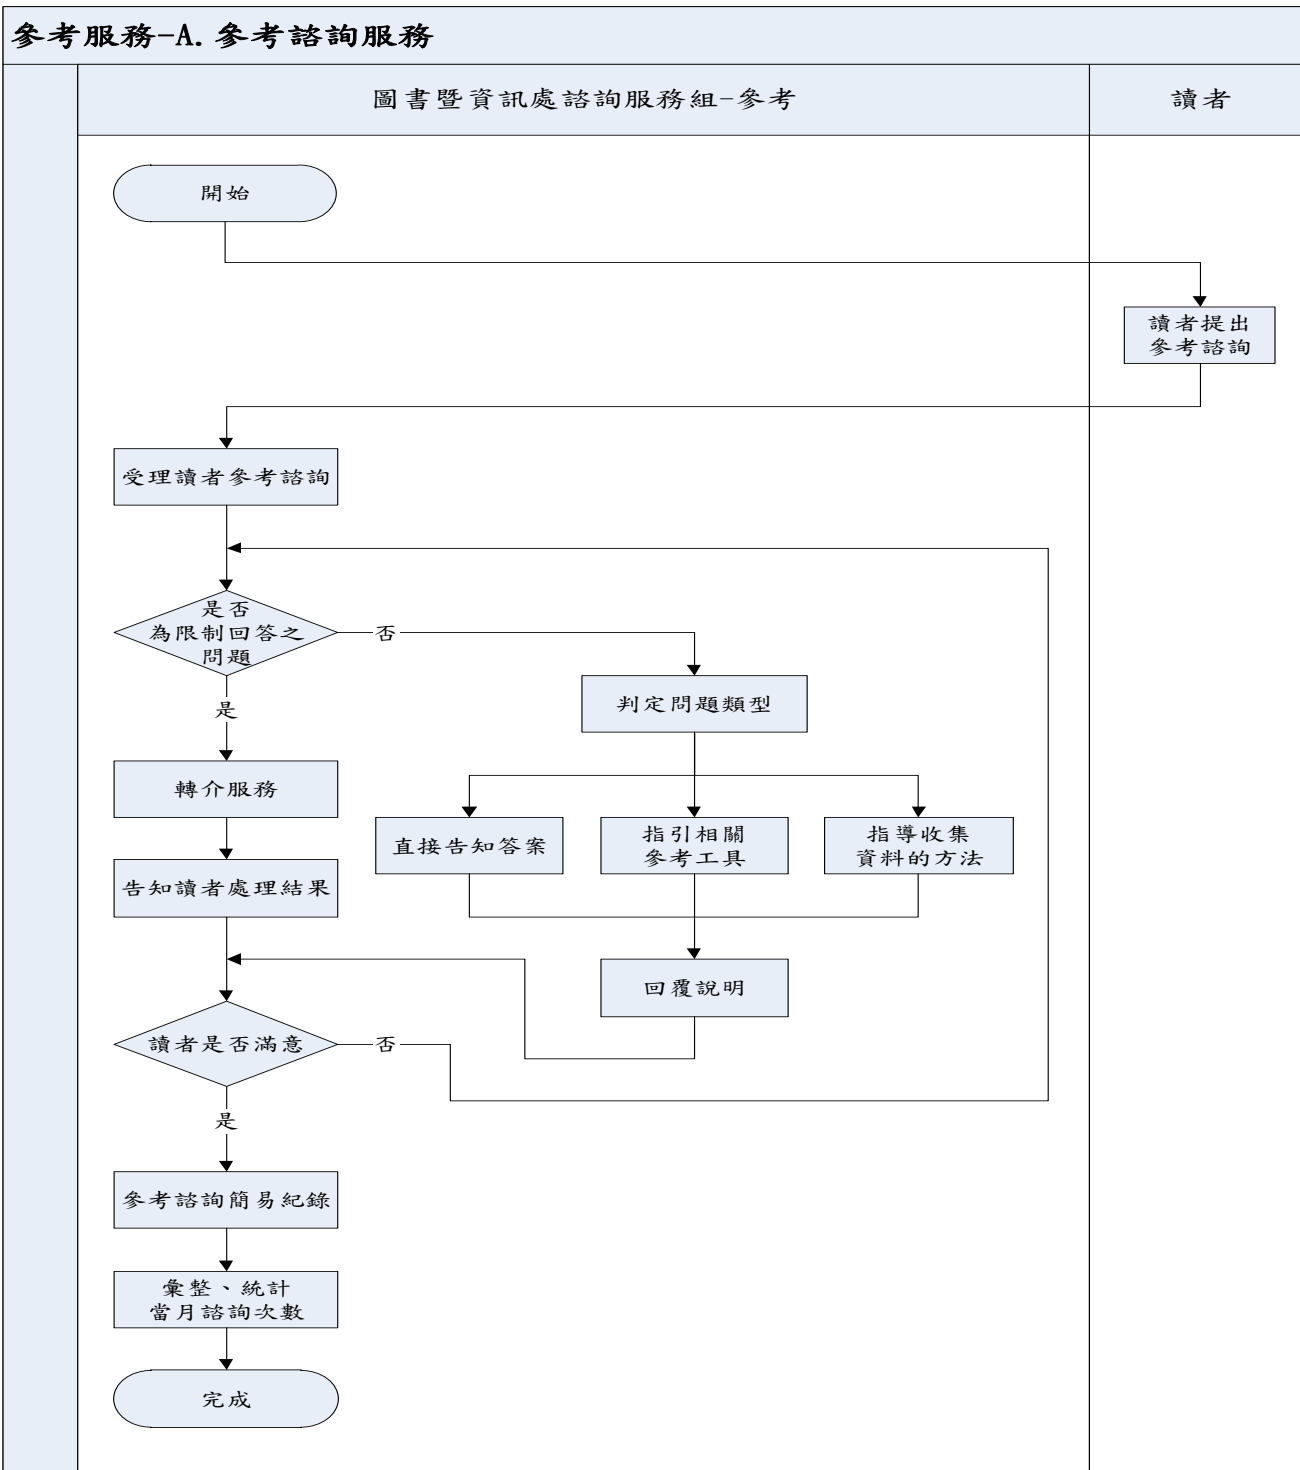 參考服務-A.參考諮詢服務
圖書暨資訊處諮詢服務組-參考
讀者
開始
讀者提出
參考諮詢
受理讀者參考諮詢
是否
為限制回答之
問題
否
是
判定問題類型
轉介服務
直接告知答案
指引相關
參考工具
指導收集
資料的方法
告知讀者處理結果
回覆說明
讀者是否滿意
否
是
參考諮詢簡易紀錄
彙整、統計
當月諮詢次數
完成